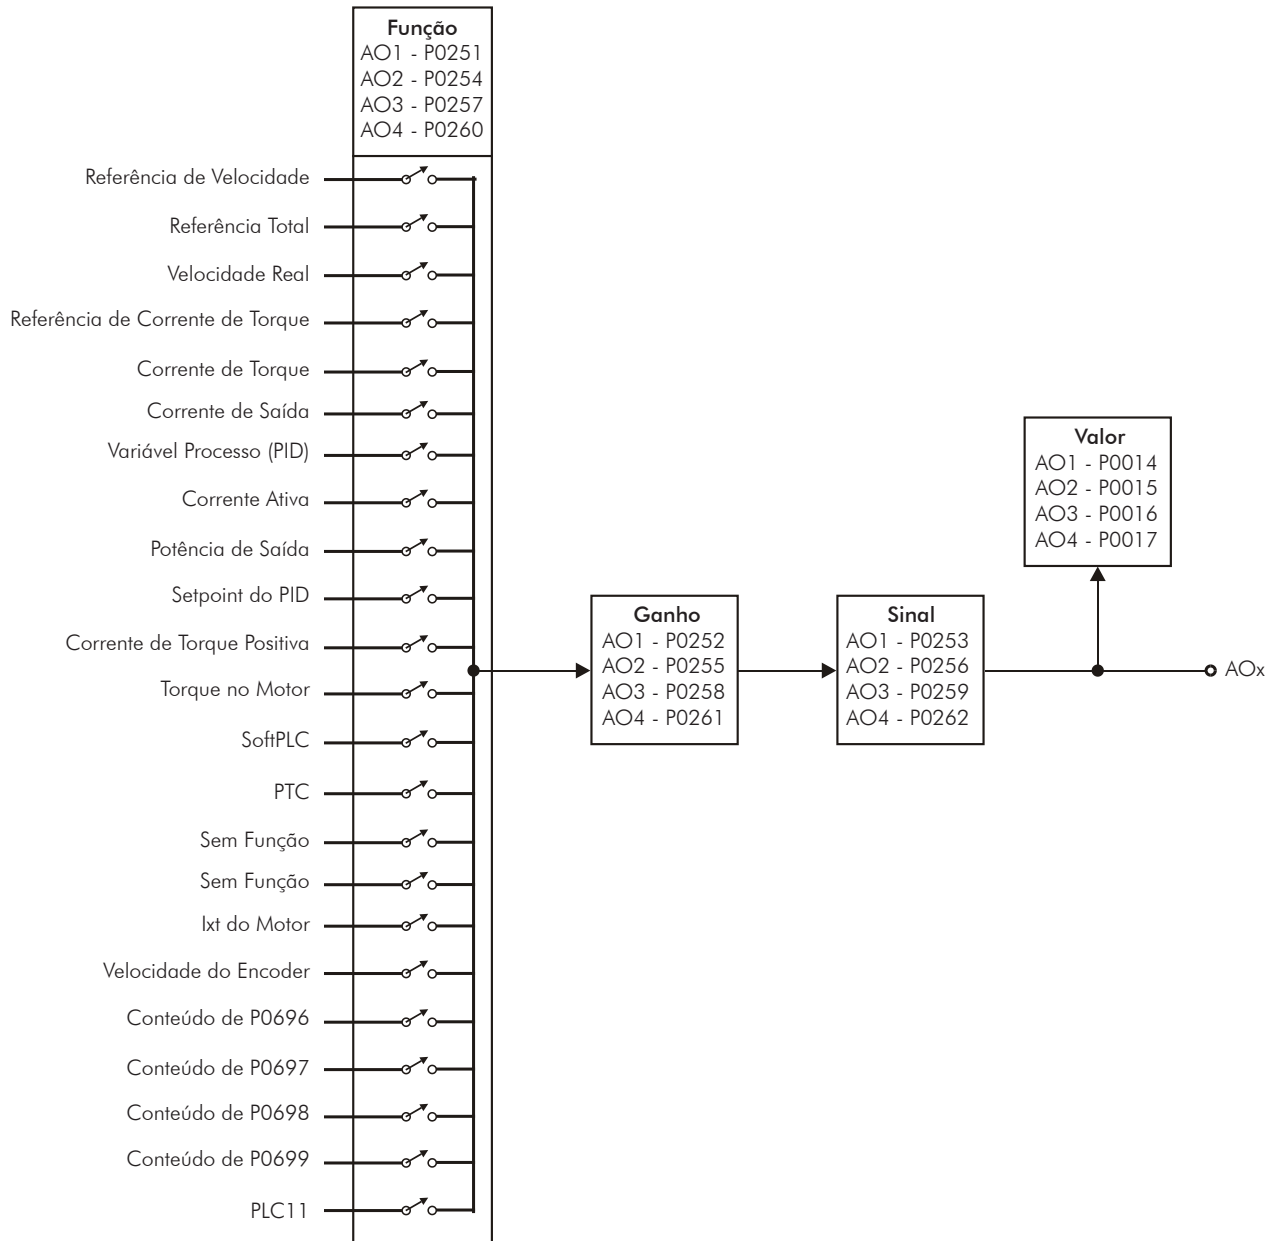 Função
AO1 - P0251
AO2 - P0254
AO3 - P0257
AO4 - P0260
Referência de Velocidade
Referência Total
Velocidade Real
Referência de Corrente de Torque
Corrente de Torque
Corrente de Saída
Variável Processo (PID)
Corrente Ativa
Potência de Saída
Setpoint do PID
Corrente de Torque Positiva
Torque no Motor
SoftPLC
PTC
Sem Função
Sem Função
Ixt do Motor
Velocidade do Encoder
Conteúdo de P0696
Conteúdo de P0697
Conteúdo de P0698
Conteúdo de P0699
PLC11
Ganho
AO1 - P0252
AO2 - P0255
AO3 - P0258
AO4 - P0261
Sinal
AO1 - P0253
AO2 - P0256
AO3 - P0259
AO4 - P0262
Valor
AO1 - P0014
AO2 - P0015
AO3 - P0016
AO4 - P0017
AOx